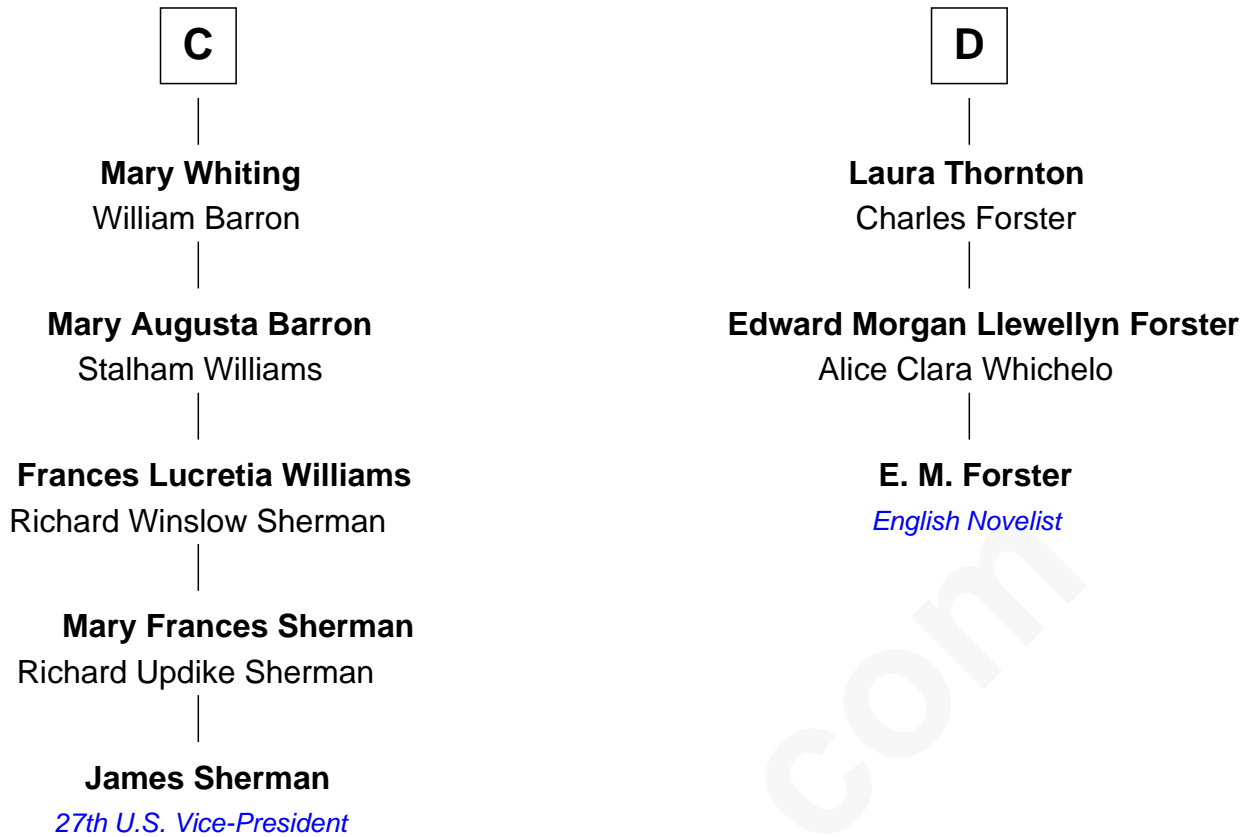 C
Mary Whiting
William Barron
Mary Augusta Barron
Stalham Williams
Frances Lucretia Williams
Richard Winslow Sherman
Mary Frances Sherman
Richard Updike Sherman
James Sherman
27th U.S. Vice-President
D
Laura Thornton
Charles Forster
Edward Morgan Llewellyn Forster
Alice Clara Whichelo
E. M. Forster
English Novelist
com